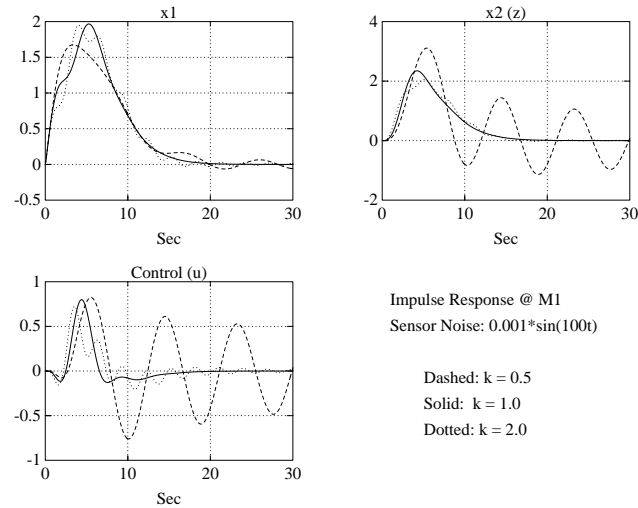 x1
2
1.5
1
0.5
0
-0.5
0
10
20
30
Sec
x2 (z)
4
2
0
-2
0
10
20
30
Sec
Control (u)
1
0.5
0
-0.5
-1
0
10
20
30
Sec
Impulse Response @ M1
Sensor Noise: 0.001*sin(100t)
Dashed: k = 0.5
Solid: k = 1.0
Dotted: k = 2.0